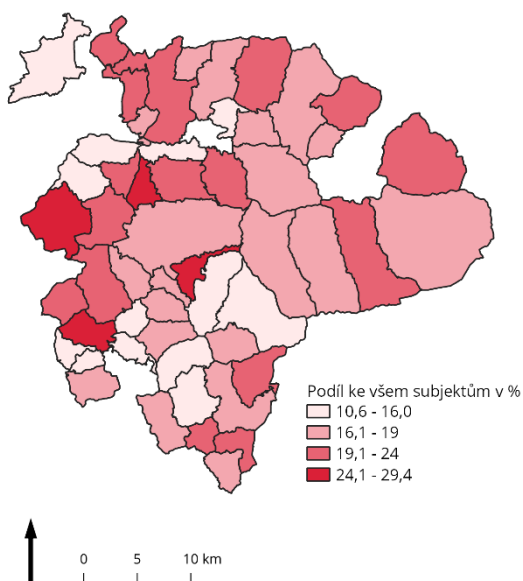 Podíl ke všem subjektům v %
10,6 - 16,0
16,1 - 19
19,1 - 24
24,1 - 29,4
0 5 10 km